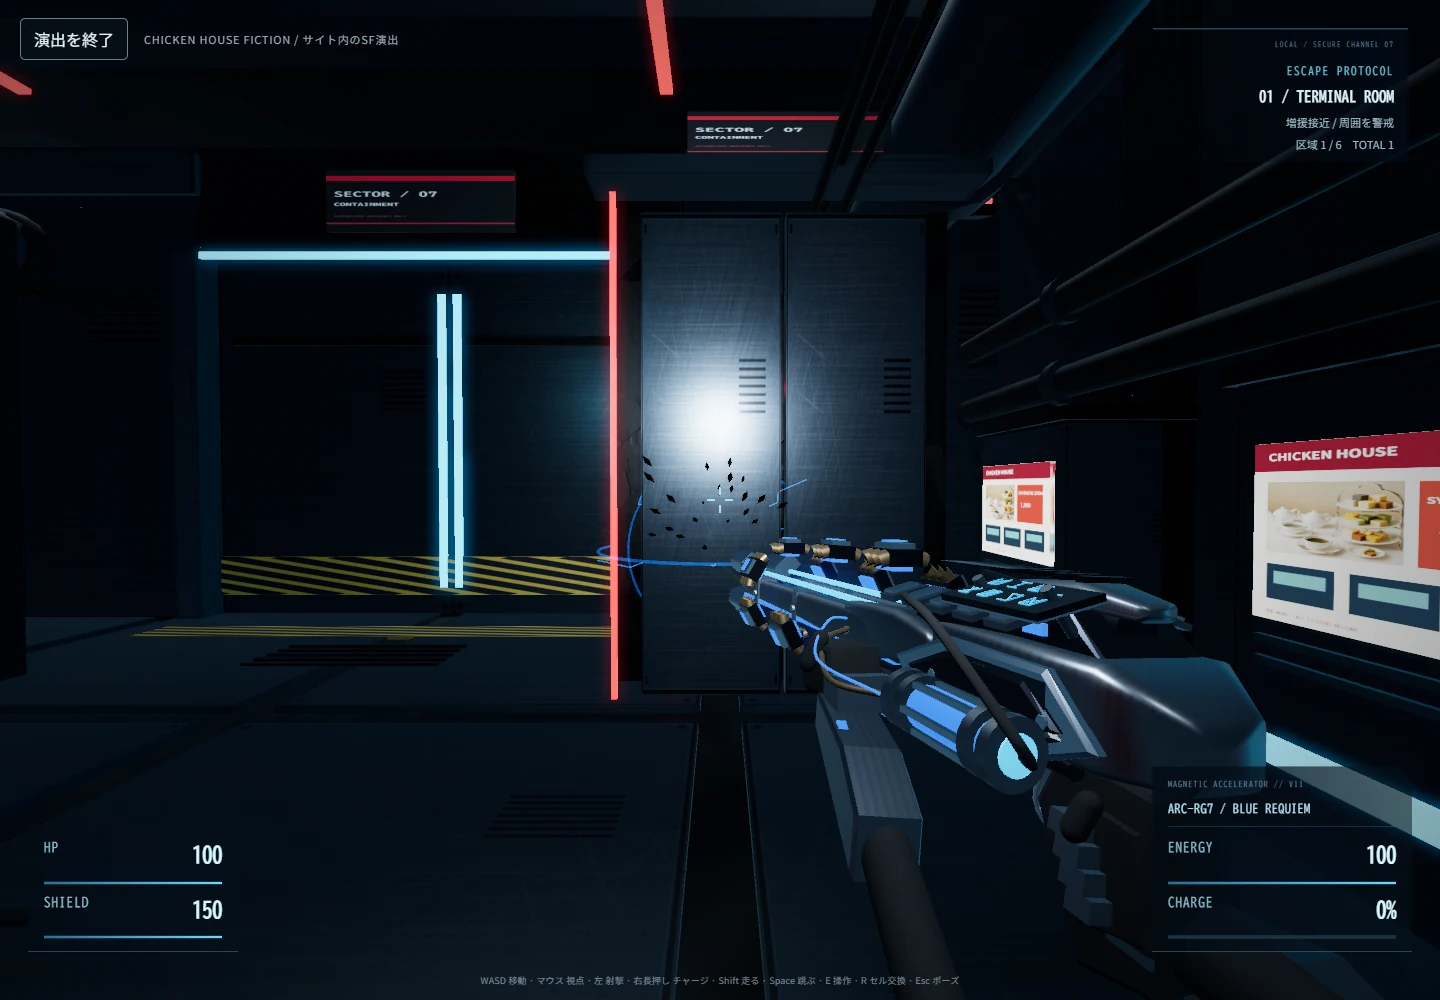 演出を終了
CHICKEN HOUSE FICTION / サイト内のSF演出
LOCAL / SECURE CHANNEL 07
ESCAPE PROTOCOL
01 / TERMINAL ROOM
増援接近 / 周囲を警戒
区域 1 / 6 TOTAL 1
SECTOR / 07
CONTAINMENT
SECTOR / 07
CONTAINMENT
CHICKEN HOUSE
CHICKEN HOUSE
MAGNETIC ACCELERATOR // VII
ARC-RG7 / BLUE REQUIEM
HP 100
SHIELD 150
ENERGY 100
CHARGE 0%
WASD 移動 · マウス 視点 · 左 射撃 · 右長押し チャージ · Shift 走る · Space 跳ぶ · E 操作 · R セル交換 · Esc ポーズ